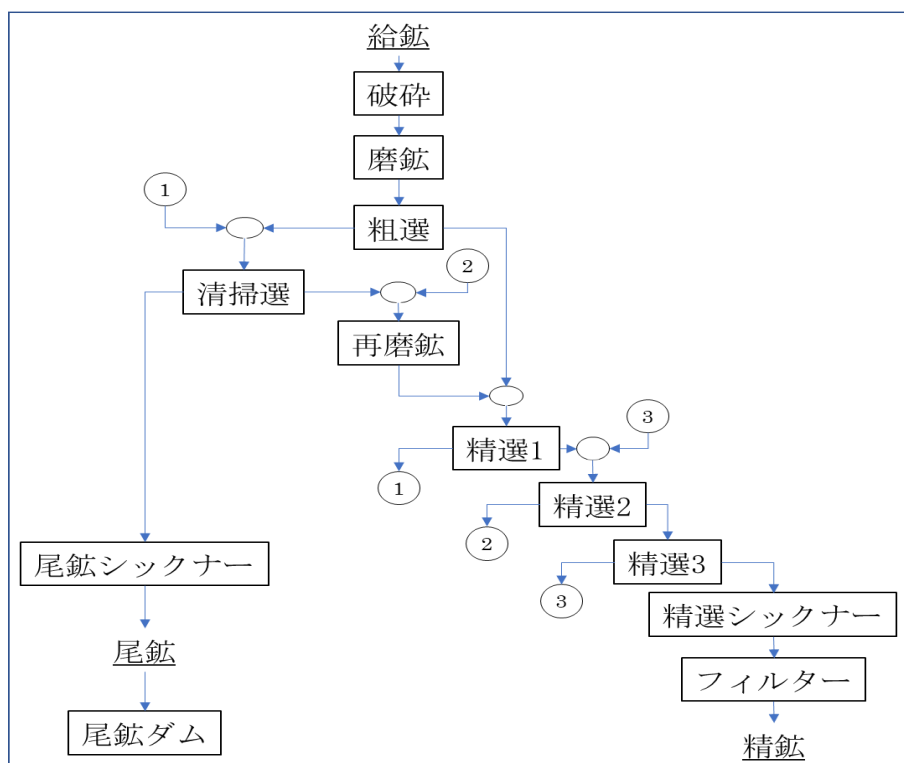 給鉱
破砕
磨鉱
1
粗選
2
清掃選
再磨鉱
3
精選1
1
精選2
2
尾鉱シックナー
精選3
3
精選シックナー
尾鉱
フィルター
尾鉱ダム
精鉱